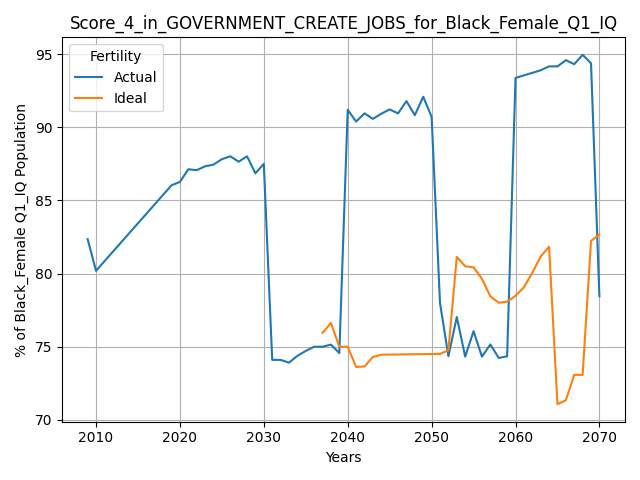 Score_4_in_GOVERNMENT_CREATE_JOBS_for_Black_Female_Q1_IQ
Fertility
Actual
Ideal
% of Black_Female Q1_IQ Population
95
90
85
80
75
70
2010
2020
2030
2040
2050
2060
2070
Years